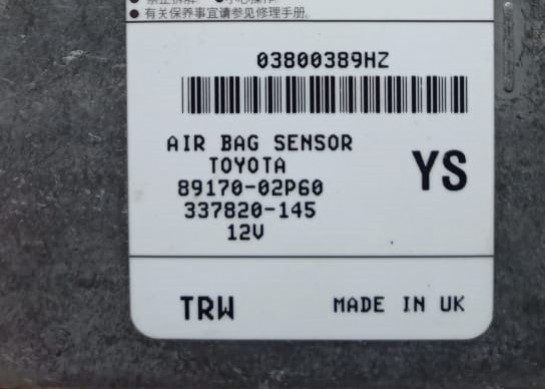 ● 有关保养事宜请参见修理手册.
03800389HZ
AIR BAG SENSOR
TOYOTA
89170-02P60
337820-145
12V
YS
TRW MADE IN UK